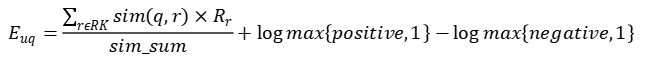 E_{uq} = \frac{\sum_{r \epsilon RK} sim(q,r) \times R_r}{sim\_sum} + \log max\{positive, 1\} - \log max\{negative, 1\}